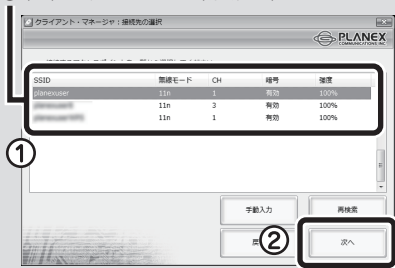 クライアント・マネージャ:接続先の選択
PLANEX
COMMUNICATIONS INC.
SSID 無線モード CH 暗号 強度
planexuser 11n 1 有効 100%
11n 3 有効 100%
11n 1 有効 100%
①
手動入力 再検索
② 次へ